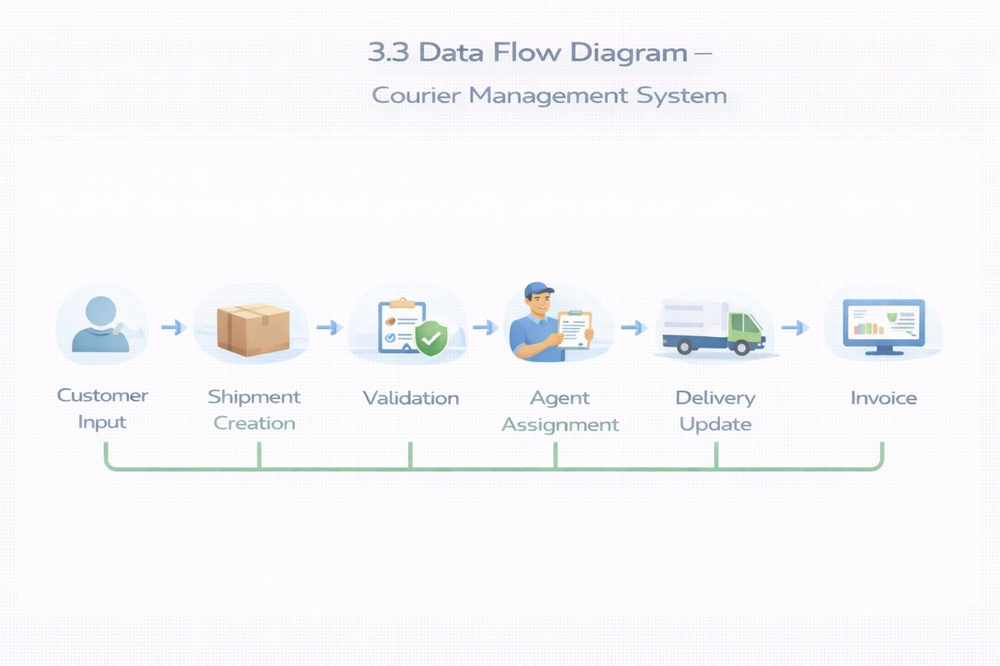 3.3 Data Flow Diagram —
Courier Management System
Customer
Input
Shipment
Creation
Validation
Agent
Assignment
Delivery
Update
Invoice